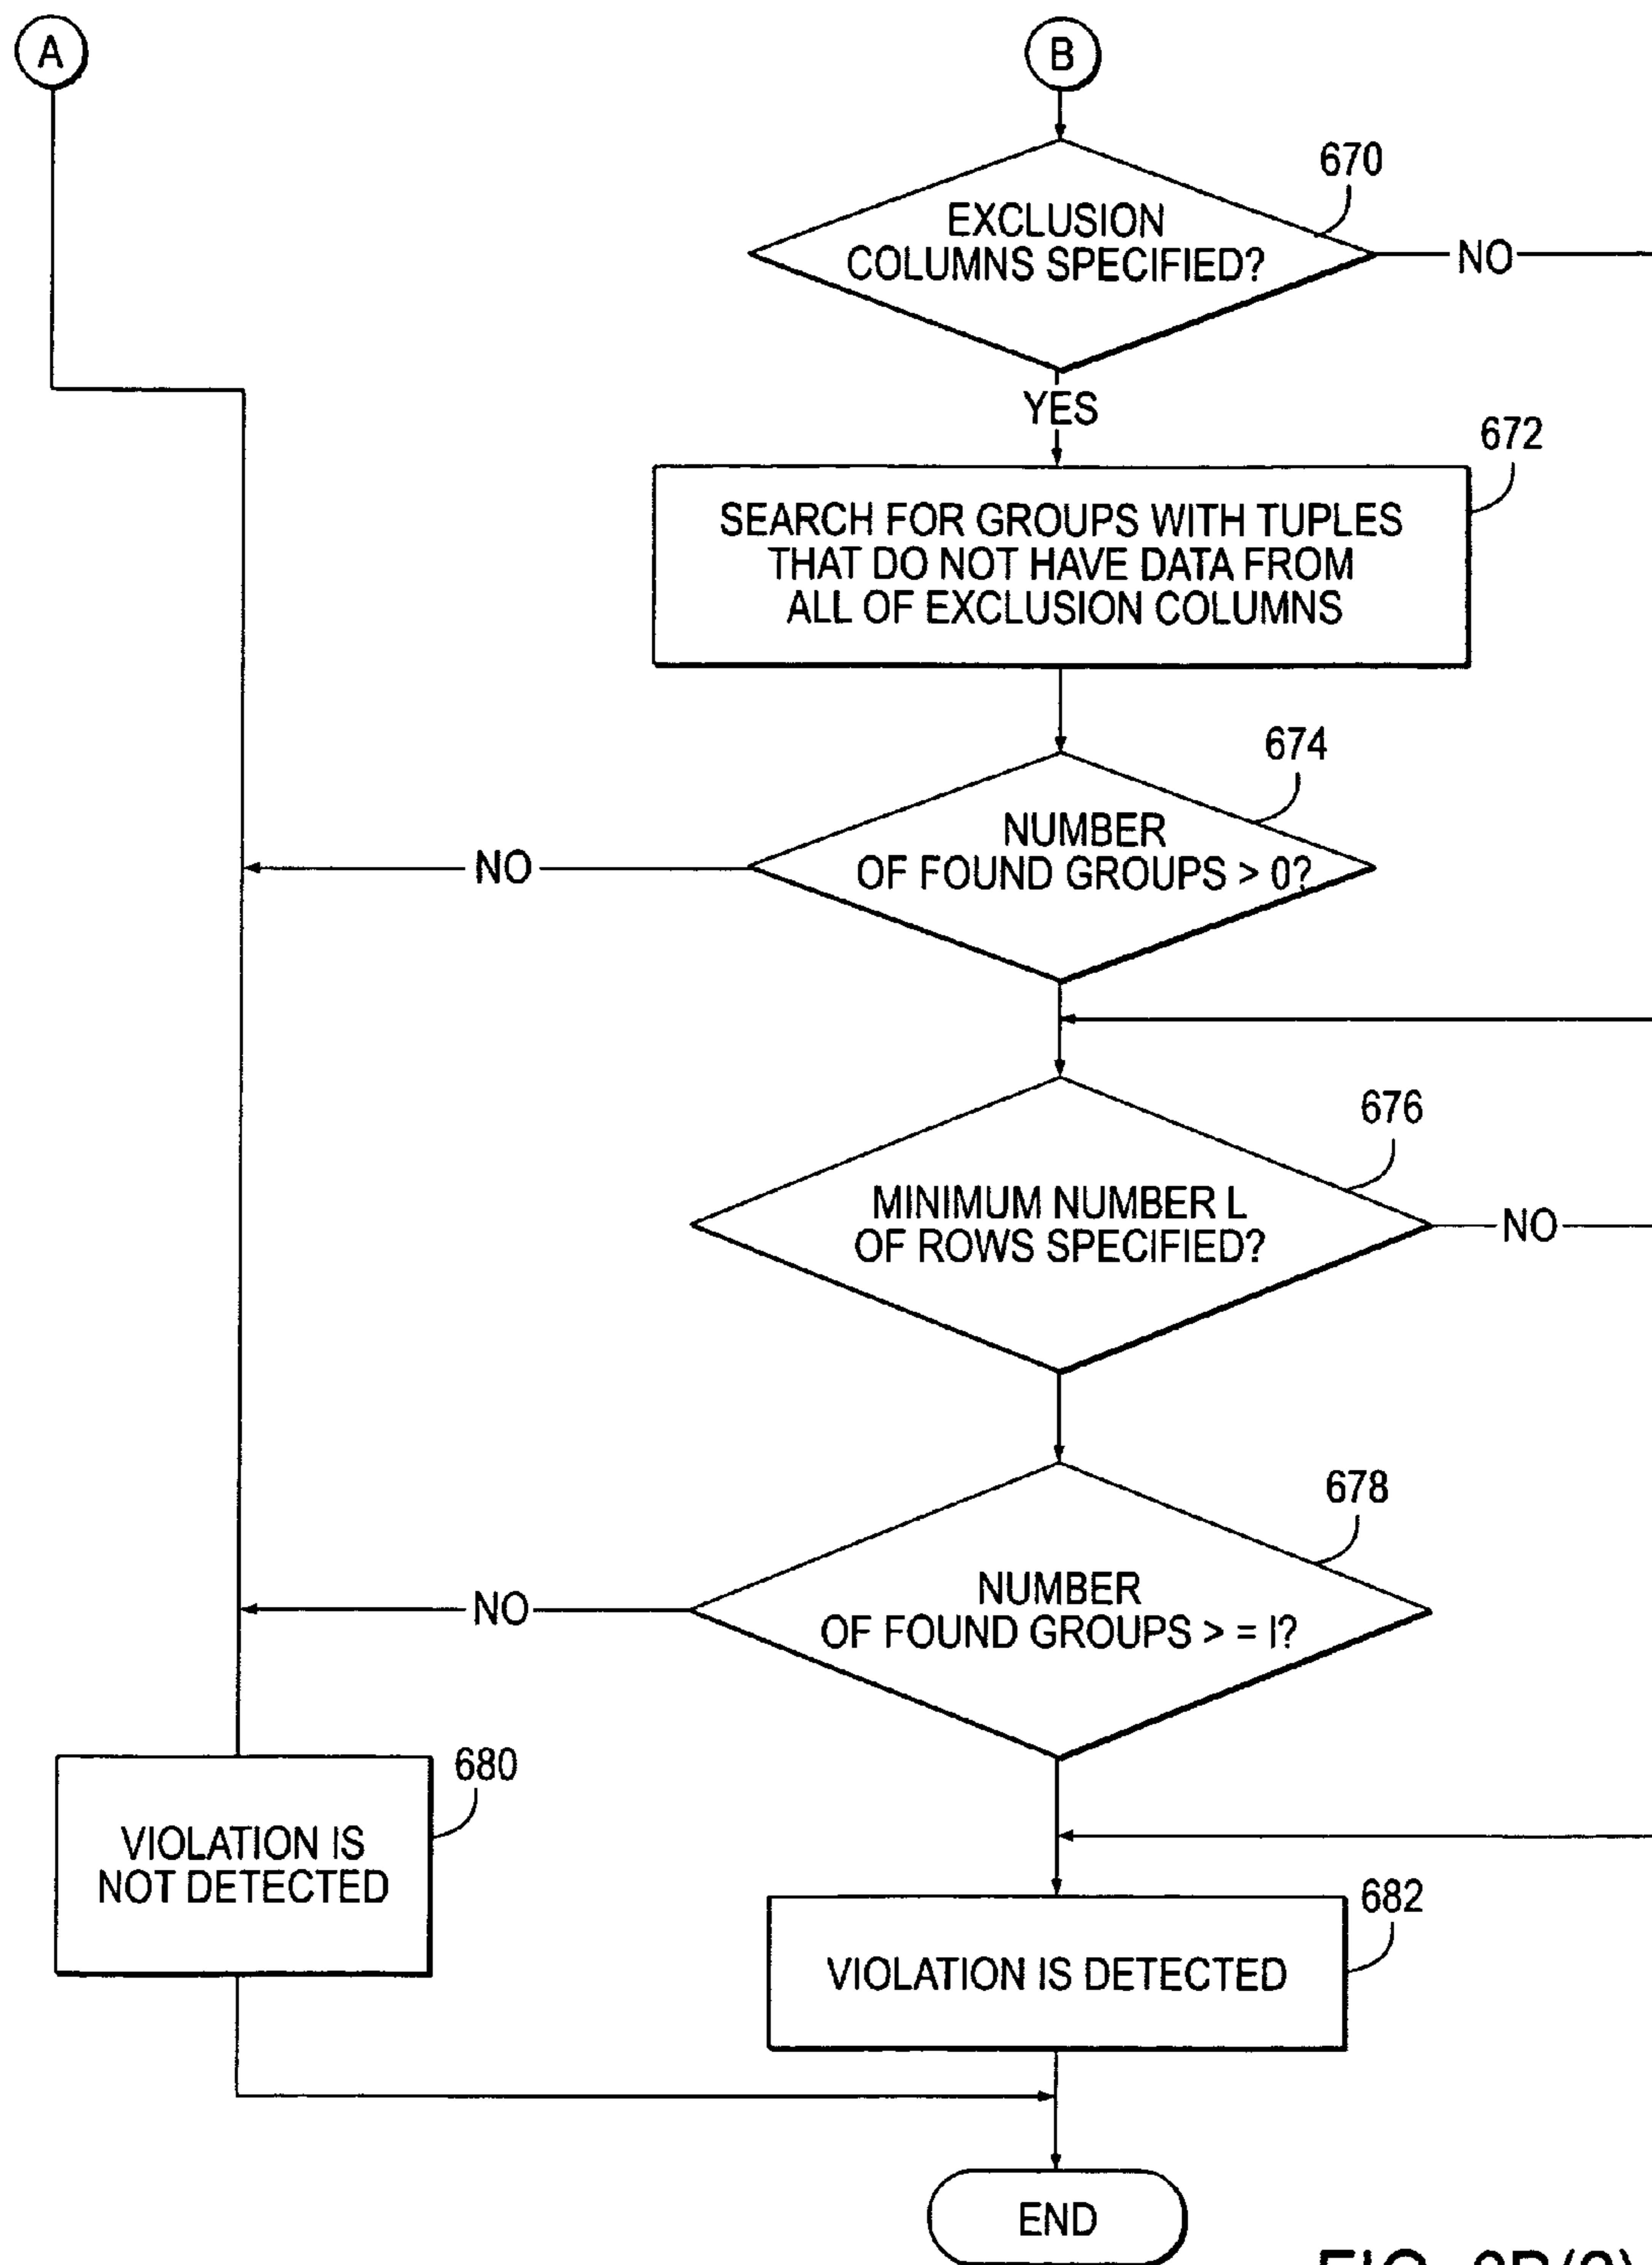 A
B
670
EXCLUSION
COLUMNS SPECIFIED?
NO
YES
672
SEARCH FOR GROUPS WITH TUPLES
THAT DO NOT HAVE DATA FROM
ALL OF EXCLUSION COLUMNS
674
NUMBER
OF FOUND GROUPS > 0?
NO
676
MINIMUM NUMBER L
OF ROWS SPECIFIED?
NO
678
NUMBER
OF FOUND GROUPS > = l?
NO
680
VIOLATION IS
NOT DETECTED
682
VIOLATION IS DETECTED
END